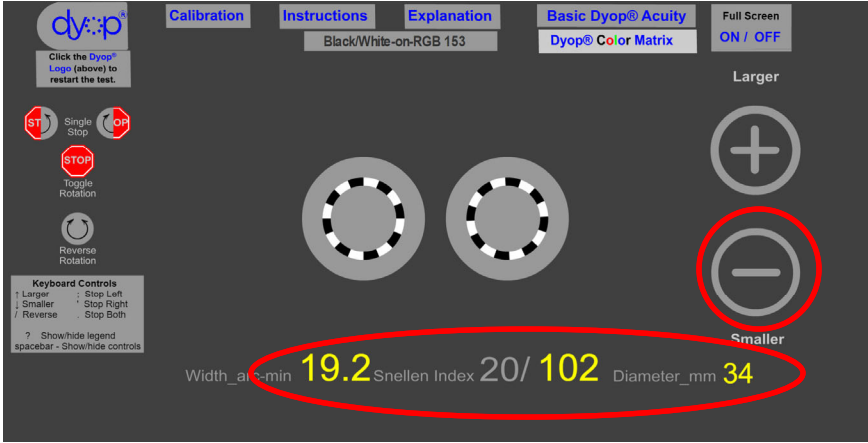 dyop®
Click the Dyop®
Logo (above) to
restart the test.
Calibration
Instructions
Explanation
Black/White-on-RGB 153
Basic Dyop® Acuity
Dyop® Color Matrix
Full Screen
ON / OFF
Larger
ST
OP
Single
Stop
STOP
Toggle
Rotation
Reverse
Rotation
Keyboard Controls
↑ Larger : Stop Left
↓ Smaller ' Stop Right
/ Reverse . Stop Both
? Show/hide legend
spacebar - Show/hide controls
Smaller
Width_arc-min 19.2 Snellen Index 20/ 102 Diameter_mm 34